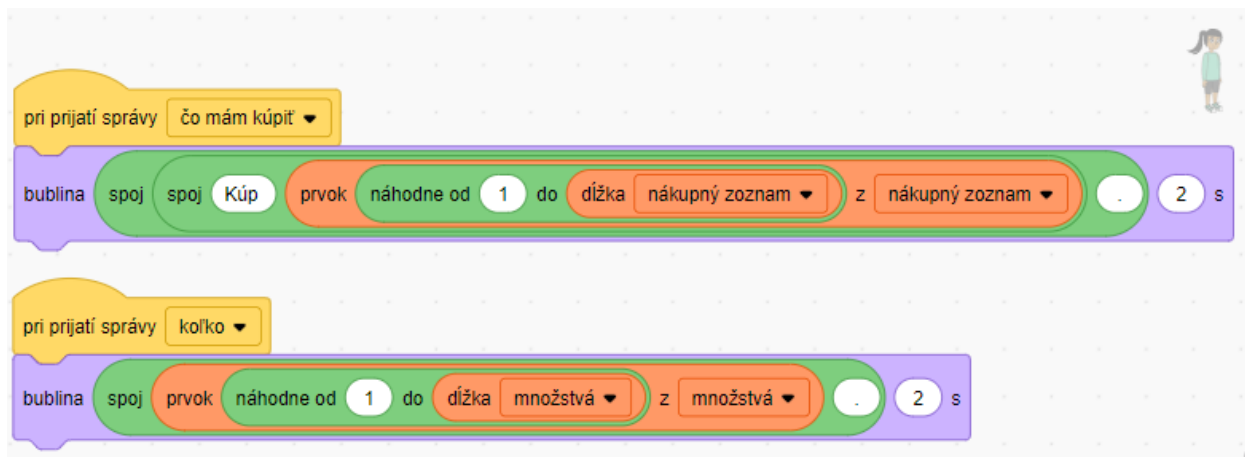 pri prijatí správy čo mám kúpiť
bublina spoj spoj Kúp prvok náhodne od 1 do dĺžka nákupný zoznam z nákupný zoznam . 2 s
pri prijatí správy koľko
bublina spoj prvok náhodne od 1 do dĺžka množstvá z množstvá . 2 s